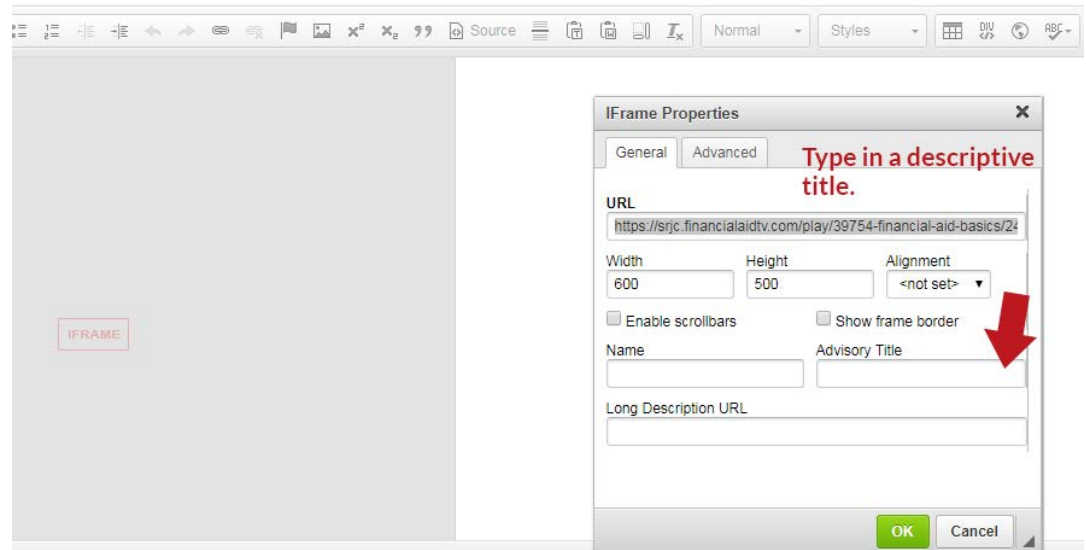 Source Normal Styles DIV ABC
IFrame Properties
General Advanced
Type in a descriptive
title.
URL
https://srjc.financialaidtv.com/play/39754-financial-aid-basics/24
Width Height Alignment
600 500 <not set>
Enable scrollbars Show frame border
IFRAME
Name Advisory Title
Long Description URL
OK Cancel